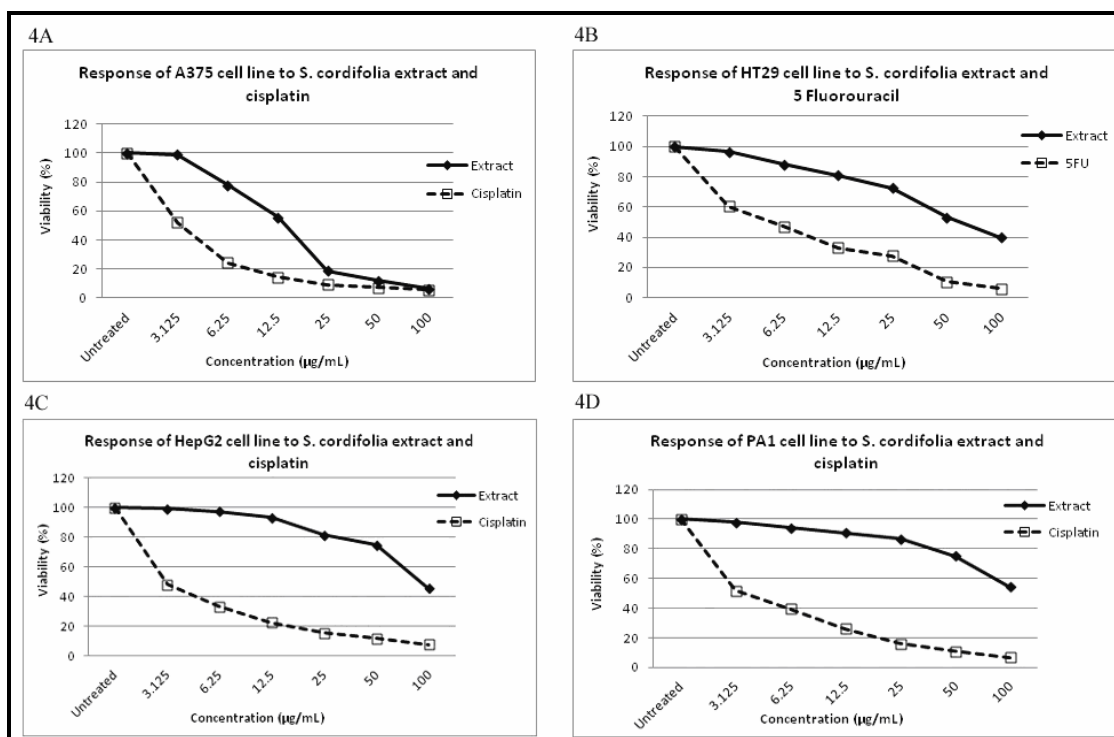 4A
Response of A375 cell line to S. cordifolia extract and
cisplatin
120
100
80
60
40
20
0
Viability (%)
Extract
Cisplatin
Untreated
3.125
6.25
12.5
25
50
100
Concentration (µg/mL)
4B
Response of HT29 cell line to S. cordifolia extract and
5 Fluorouracil
120
100
80
60
40
20
0
Viability (%)
Extract
5FU
Untreated
3.125
6.25
12.5
25
50
100
Concentration (µg/mL)
4C
Response of HepG2 cell line to S. cordifolia extract and
cisplatin
120
100
80
60
40
20
0
Viability (%)
Extract
Cisplatin
Untreated
3.125
6.25
12.5
25
50
100
Concentration (µg/mL)
4D
Response of PA1 cell line to S. cordifolia extract and
cisplatin
120
100
80
60
40
20
0
Viability (%)
Extract
Cisplatin
Untreated
3.125
6.25
12.5
25
50
100
Concentration (µg/mL)